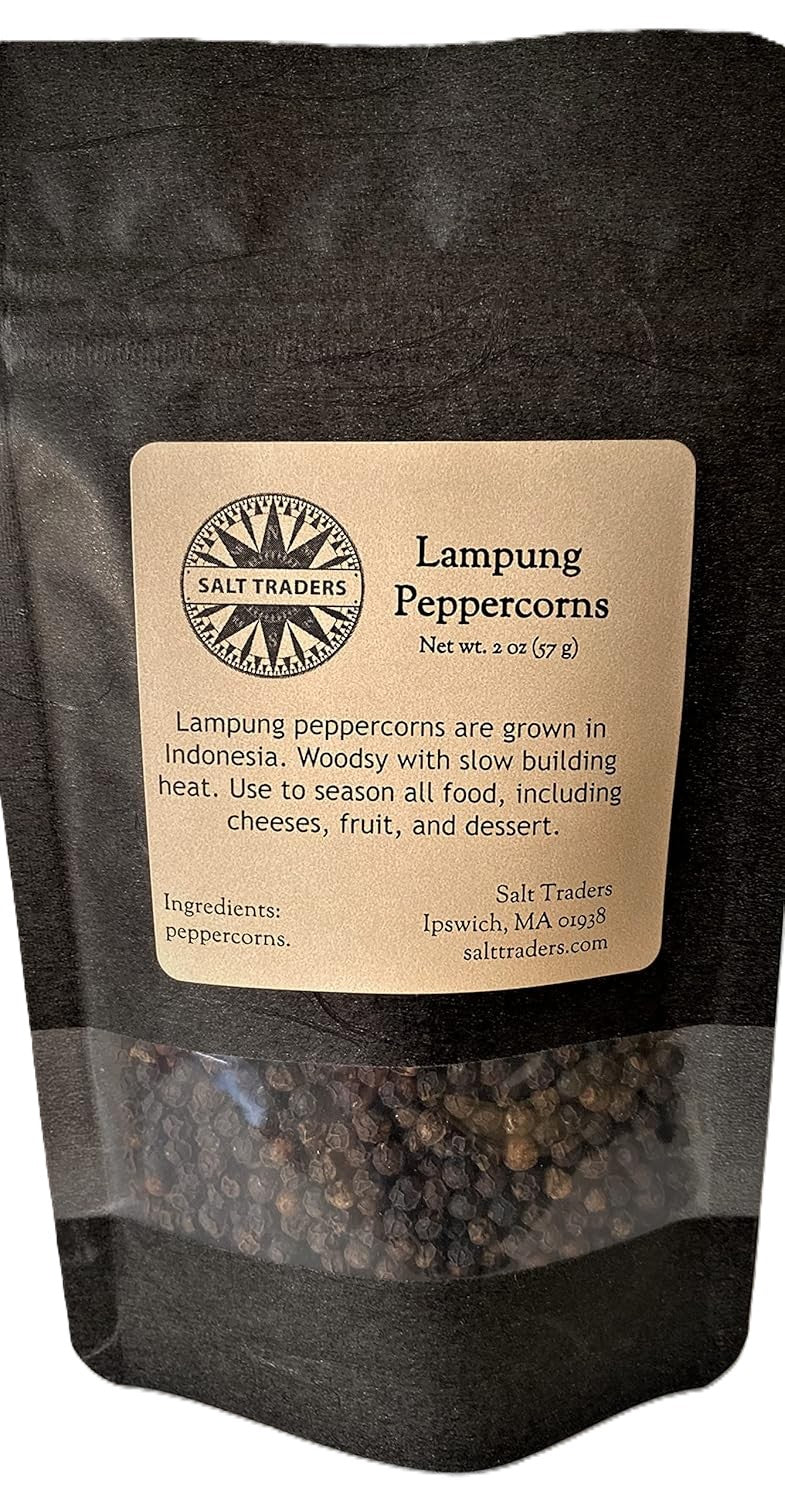 SALT TRADERS
Lampung
Peppercorns
Net wt. 2 oz (57 g)
Lampung peppercorns are grown in
Indonesia. Woodsy with slow building
heat. Use to season all food, including
cheeses, fruit, and dessert.
Ingredients:
peppercorns.
Salt Traders
Ipswich, MA 01938
salttraders.com